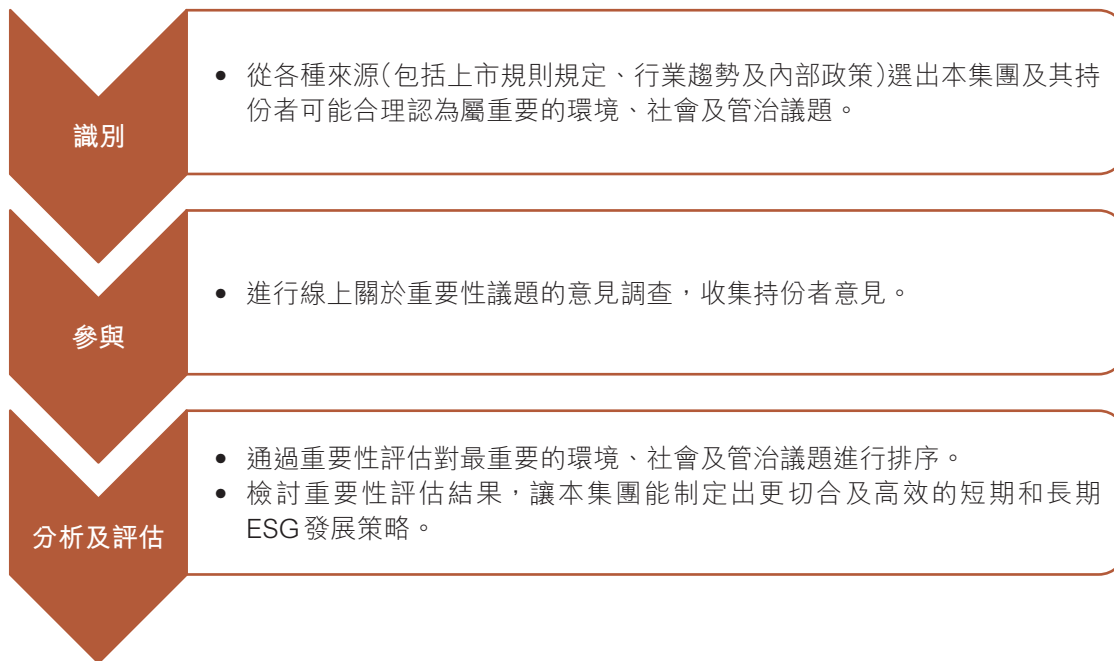 識別
• 從各種來源(包括上市規則規定、行業趨勢及內部政策)選出本集團及其持
份者可能合理認為屬重要的環境、社會及管治議題。
參與
• 進行線上關於重要性議題的意見調查，收集持份者意見。
分析及評估
• 通過重要性評估對最重要的環境、社會及管治議題進行排序。
• 檢討重要性評估結果，讓本集團能制定出更切合及高效的短期和長期
ESG發展策略。